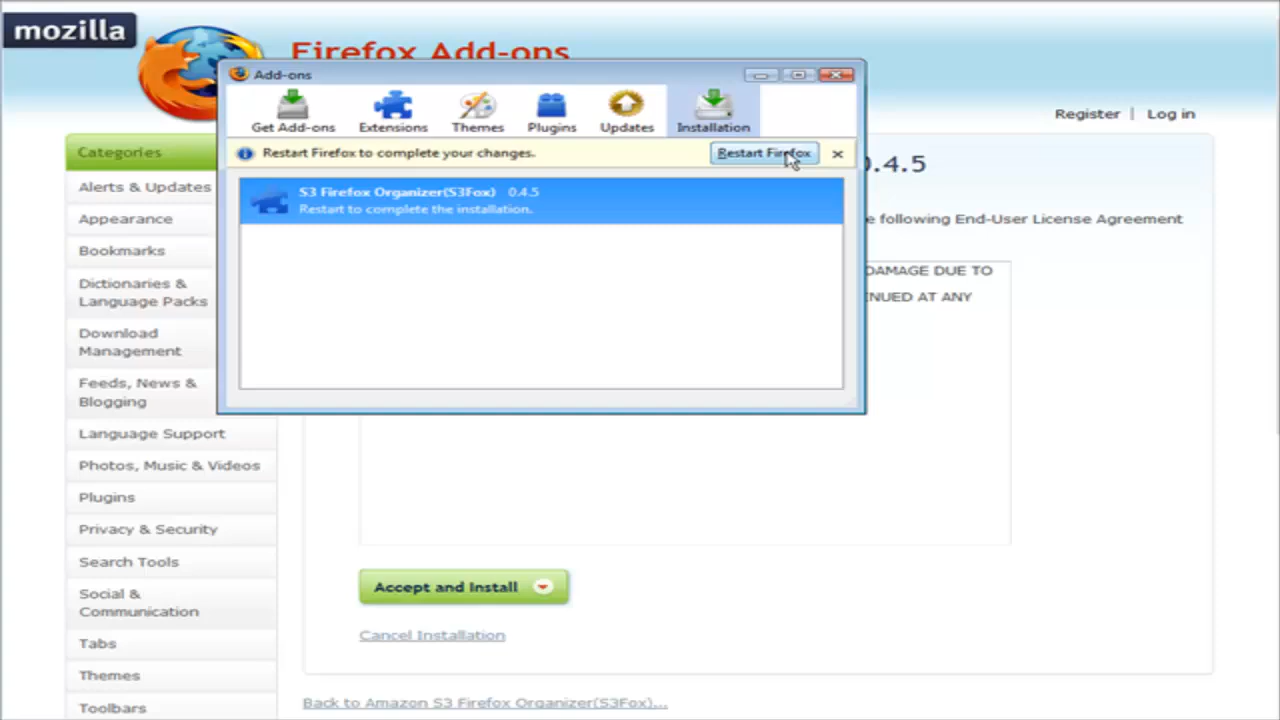 mozilla
Firefox Add-ons
Register | Log in
Add-ons
Get Add-ons Extensions Themes Plugins Updates Installation
Restart Firefox to complete your changes. Restart Firefox
S3 Firefox Organizer(S3Fox) 0.4.5
Restart to complete the installation.
0.4.5
e following End-User License Agreement
DAMAGE DUE TO
NUED AT ANY
Categories
Alerts & Updates
Appearance
Bookmarks
Dictionaries &
Language Packs
Download
Management
Feeds, News &
Blogging
Language Support
Photos, Music & Videos
Plugins
Privacy & Security
Search Tools
Social &
Communication
Tabs
Themes
Toolbars
Accept and Install
Cancel Installation
Back to Amazon S3 Firefox Organizer(S3Fox)...